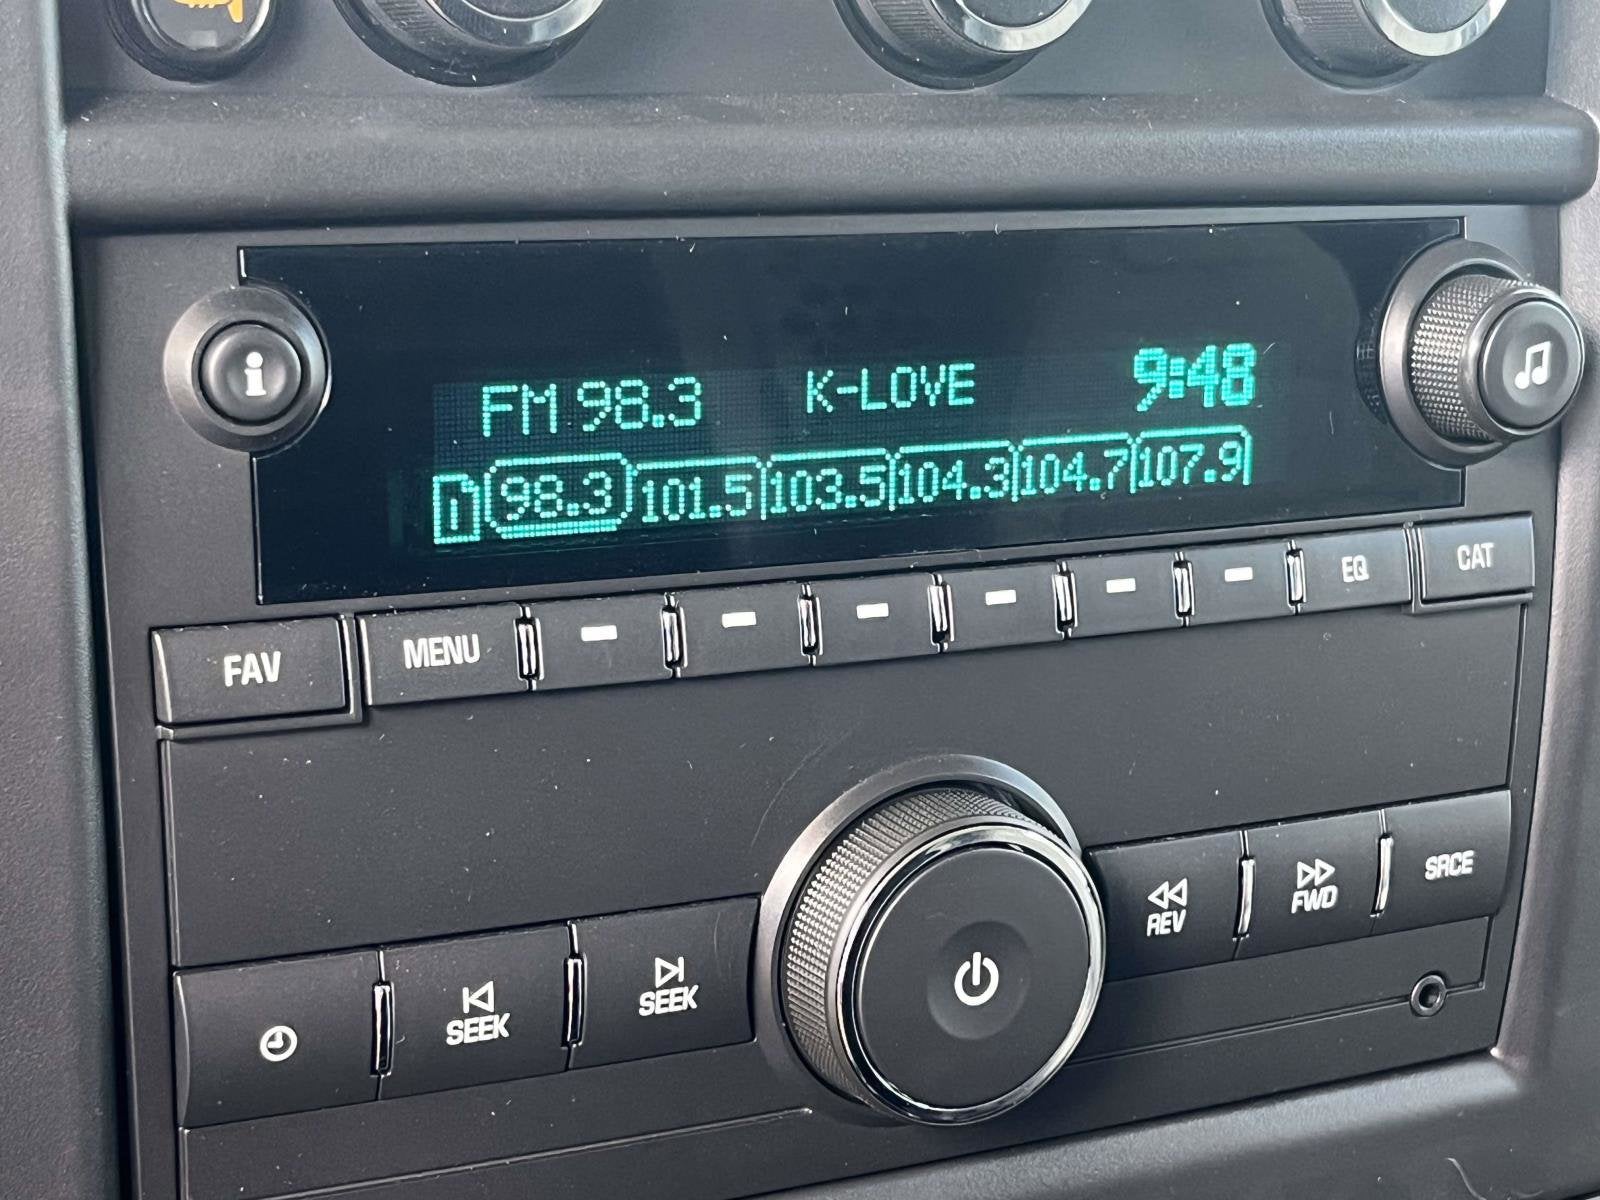 i
FM 98.3 K-LOVE 9:48
1 98.3 101.5 103.5 104.3 104.7 107.9
FAV MENU EQ CAT
SEEK SEEK REV FWD SRCE